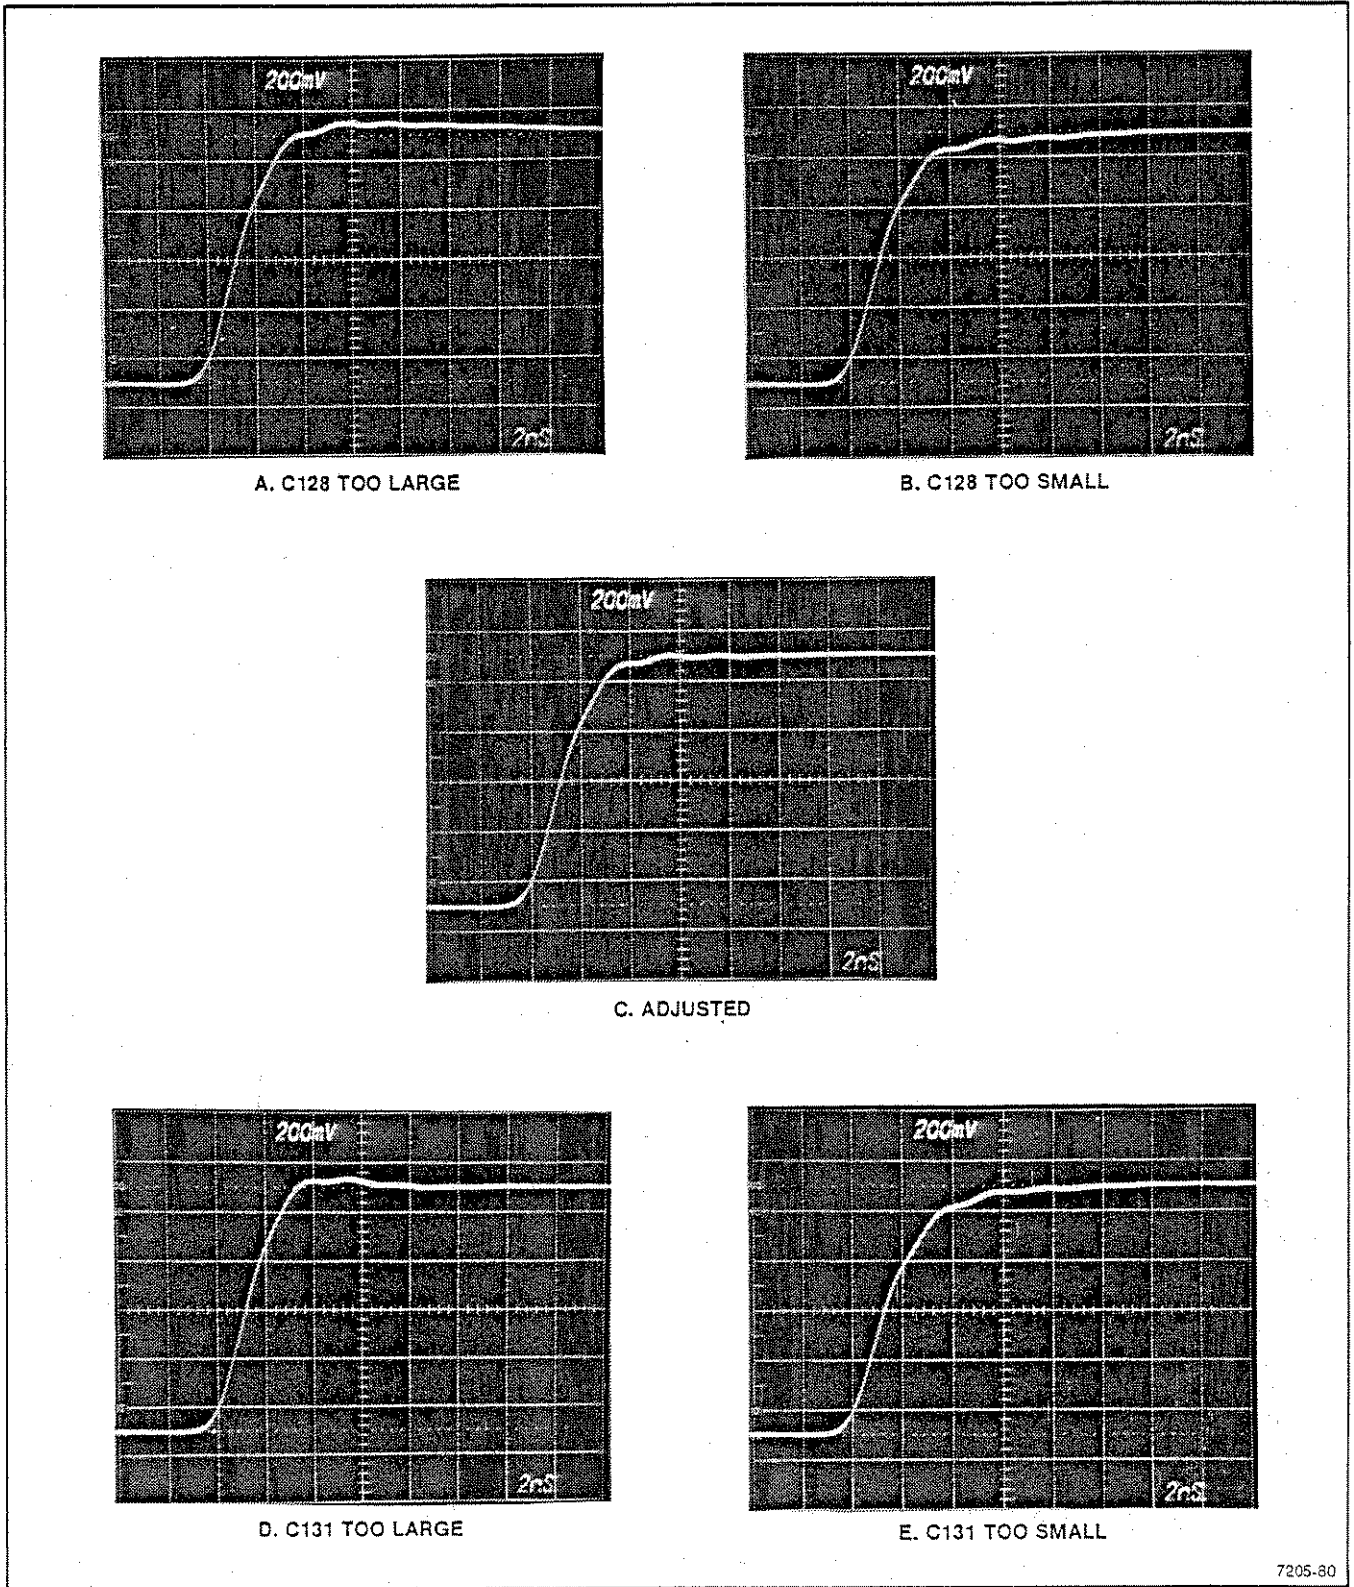 200mV
2nS
A. C128 TOO LARGE
200mV
2nS
B. C128 TOO SMALL
200mV
2nS
C. ADJUSTED
200mV
2nS
D. C131 TOO LARGE
200mV
2nS
E. C131 TOO SMALL
7205-80